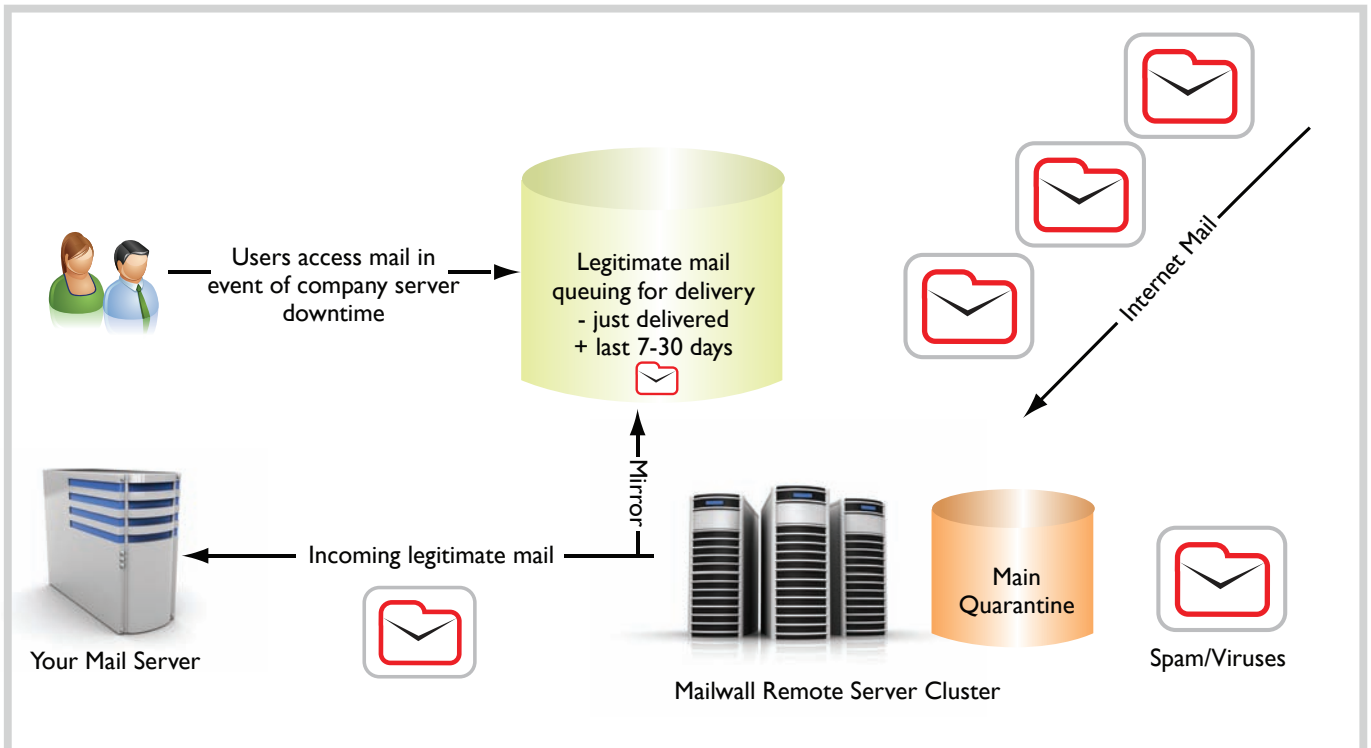 Internet Mail
Users access mail in
event of company server
downtime
Legitimate mail
queuing for delivery
- just delivered
+ last 7-30 days
Mirror
Incoming legitimate mail
Main
Quarantine
Your Mail Server
Spam/Viruses
Mailwall Remote Server Cluster